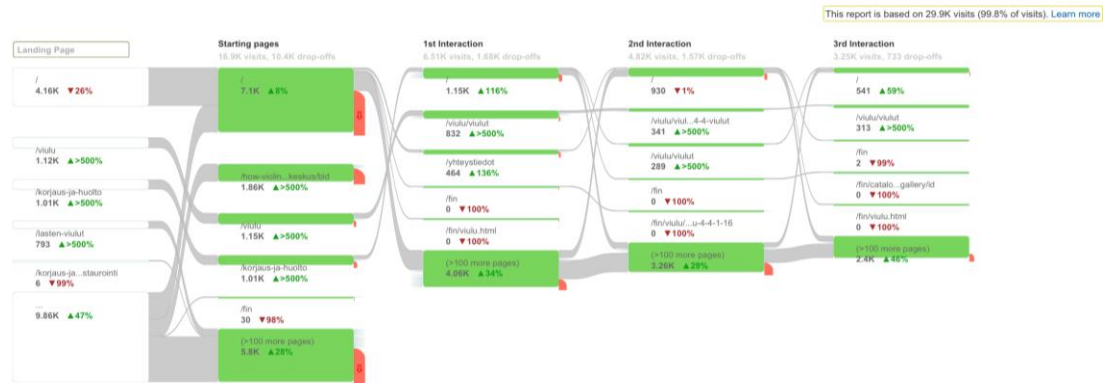 This report is based on 29.9K visits (99.8% of visits). Learn more
Landing Page
/
4.16K ▼26%
/viulu
1.12K ▲>500%
/korjaus-ja-huolto
1.01K ▲>500%
/lasten-viulut
793 ▲>500%
/korjaus-ja...staurointi
6 ▼99%
...
9.86K ▲47%
Starting pages
16.9K visits, 10.4K drop-offs
/
7.1K ▲8%
/how-violin...keskus/bid
1.86K ▲>500%
/viulu
1.15K ▲>500%
/korjaus-ja-huolto
1.01K ▲>500%
/fin
30 ▼98%
(>100 more pages)
5.8K ▲28%
1st Interaction
6.51K visits, 1.68K drop-offs
/
1.15K ▲116%
/viulu/viulut
832 ▲>500%
/yhteystiedot
464 ▲136%
/fin
0 ▼100%
/fin/viulu.html
0 ▼100%
(>100 more pages)
4.06K ▲34%
2nd Interaction
4.82K visits, 1.57K drop-offs
/
930 ▼1%
/viulu/viul...4-4-viulut
341 ▲>500%
/viulu/viulut
289 ▲>500%
/fin
0 ▼100%
/fin/viulu/...u-4-4-1-16
0 ▼100%
(>100 more pages)
3.26K ▲29%
3rd Interaction
3.25K visits, 733 drop-offs
/
541 ▲59%
/viulu/viulut
313 ▲>500%
/fin
2 ▼99%
/fin/catalo...gallery/id
0 ▼100%
/fin/viulu.html
0 ▼100%
(>100 more pages)
2.4K ▲46%